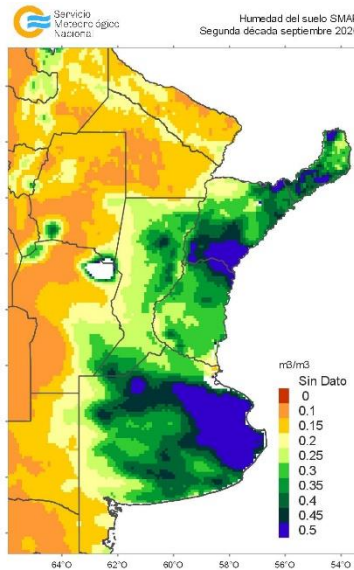 Servicio
Meteorológico
Nacional
Humedad del suelo SMAP
Segunda década septiembre 2020
m3/m3
Sin Dato
0
0.1
0.15
0.2
0.25
0.3
0.35
0.4
0.45
0.5
64°O
62°O
60°O
58°O
56°O
54°O